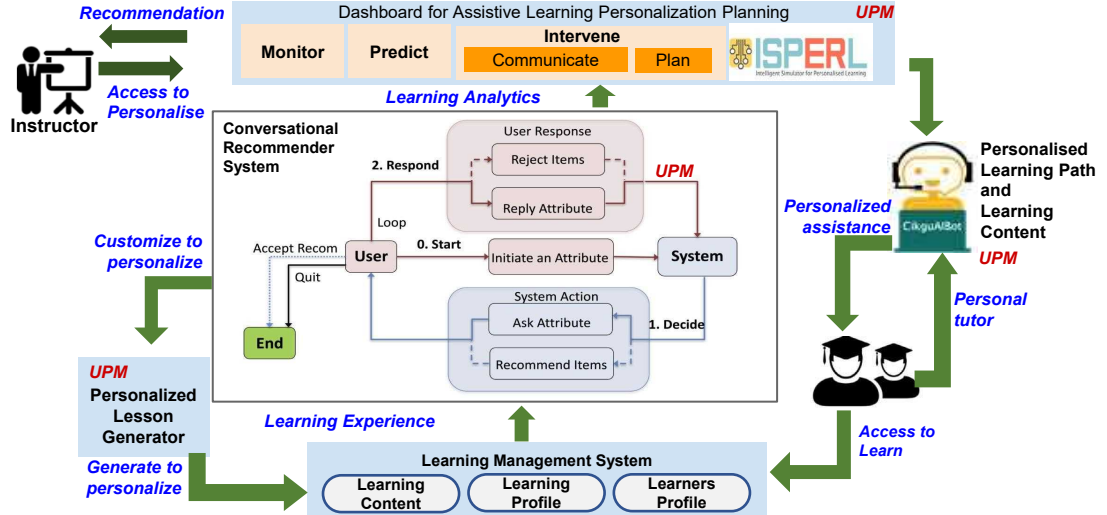 Recommendation
Dashboard for Assistive Learning Personalization Planning
UPM
Monitor
Predict
Intervene
Communicate
Plan
ISPERL
Intelligent Simulator for Personalised Learning
Access to
Personalise
Instructor
Learning Analytics
Conversational
Recommender
System
User Response
Reject Items
2. Respond
UPM
Reply Attribute
Loop
0. Start
Accept Recom
User
Initiate an Attribute
System
Quit
System Action
Ask Attribute
1. Decide
End
Recommend Items
Customize to
personalize
Personalised
Learning Path
and
Learning
Content
UPM
CikguAIBot
Personalized
assistance
Personal
tutor
UPM
Personalized
Lesson
Generator
Learning Experience
Access to
Learn
Generate to
personalize
Learning Management System
Learning
Content
Learning
Profile
Learners
Profile